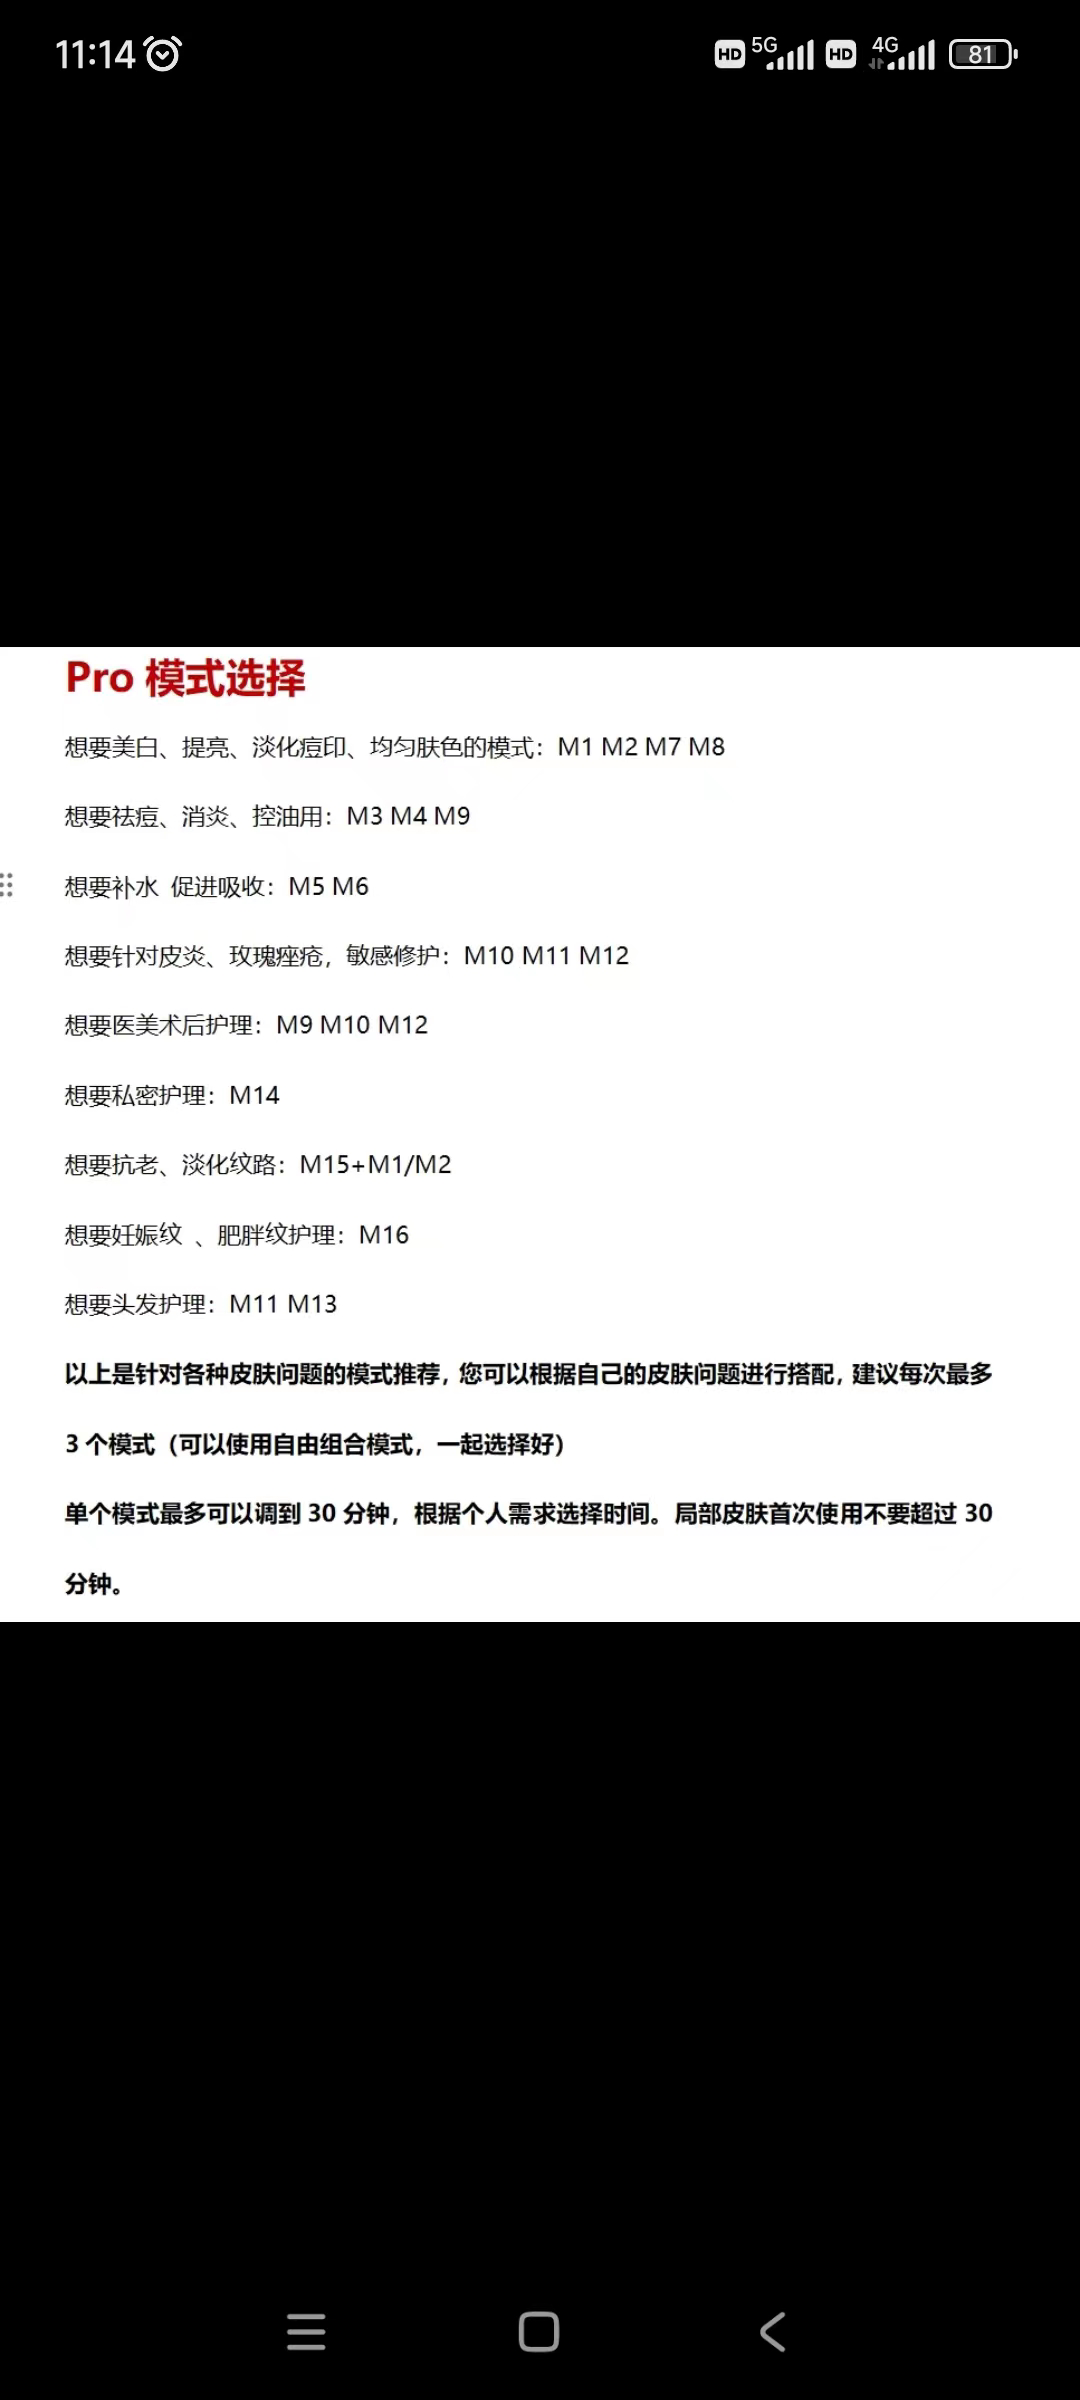 11:14
HD 5G HD 4G 81
Pro 模式选择
想要美白、提亮、淡化痘印、均匀肤色的模式：M1 M2 M7 M8
想要祛痘、消炎、控油用：M3 M4 M9
想要补水 促进吸收：M5 M6
想要针对皮炎、玫瑰痤疮，敏感修护：M10 M11 M12
想要医美术后护理：M9 M10 M12
想要私密护理：M14
想要抗老、淡化纹路：M15+M1/M2
想要妊娠纹 、肥胖纹护理：M16
想要头发护理：M11 M13
以上是针对各种皮肤问题的模式推荐，您可以根据自己的皮肤问题进行搭配，建议每次最多
3 个模式（可以使用自由组合模式，一起选择好）
单个模式最多可以调到 30 分钟，根据个人需求选择时间。局部皮肤首次使用不要超过 30
分钟。